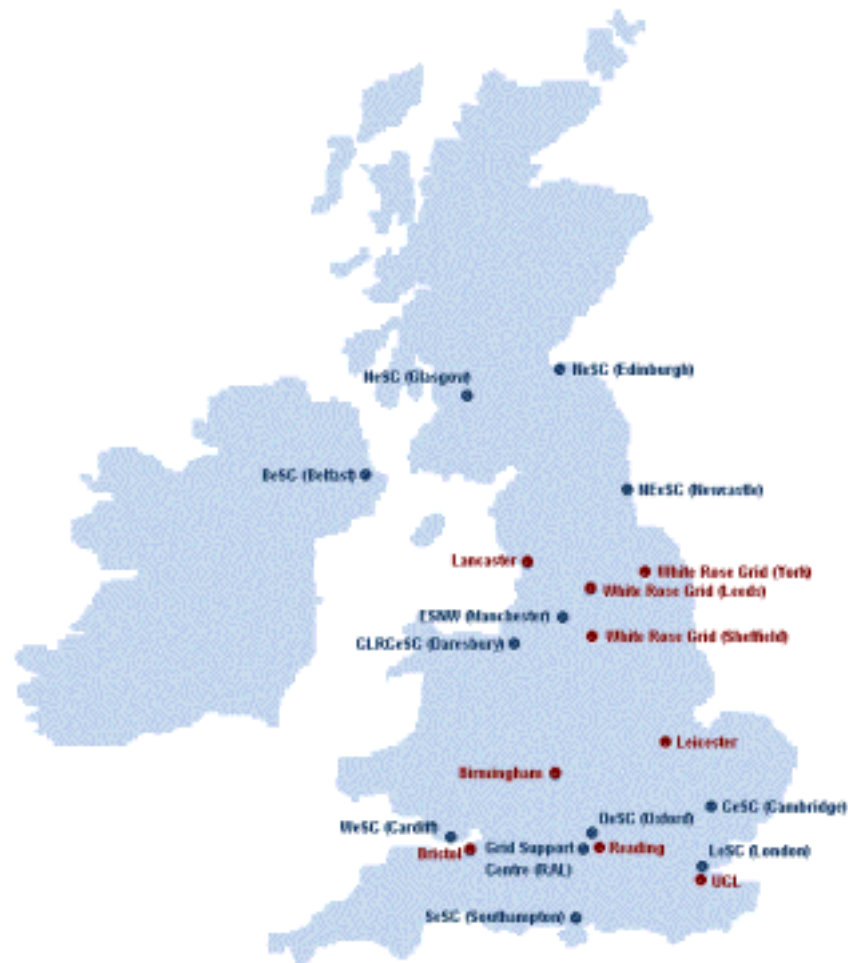 NeSC (Glasgow)
NeSC (Edinburgh)
BeSC (Belfast)
NEeSC (Newcastle)
Lancaster
White Rose Grid (York)
White Rose Grid (Leeds)
ESNW (Manchester)
White Rose Grid (Sheffield)
CLRCeSC (Daresbury)
Leicester
Birmingham
CeSC (Cambridge)
OeSC (Oxford)
WeSC (Cardiff)
Bristol
Grid Support
Centre (RAL)
Reading
LeSC (London)
UCL
SeSC (Southampton)